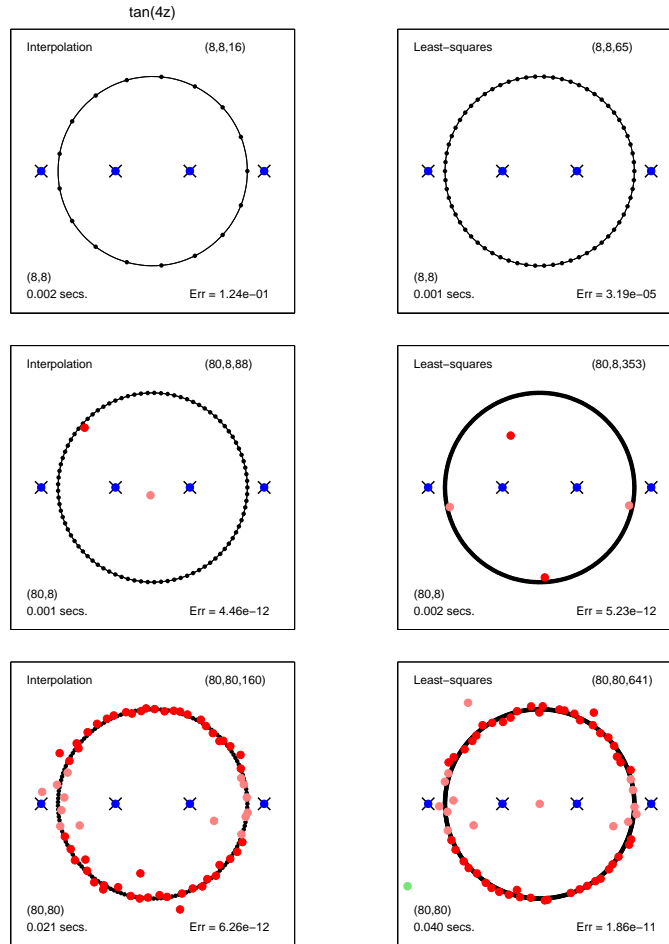 tan(4z)
Interpolation (8,8,16)
(8,8)
0.002 secs. Err = 1.24e−01
Least−squares (8,8,65)
(8,8)
0.001 secs. Err = 3.19e−05
Interpolation (80,8,88)
(80,8)
0.001 secs. Err = 4.46e−12
Least−squares (80,8,353)
(80,8)
0.002 secs. Err = 5.23e−12
Interpolation (80,80,160)
(80,80)
0.021 secs. Err = 6.26e−12
Least−squares (80,80,641)
(80,80)
0.040 secs. Err = 1.86e−11